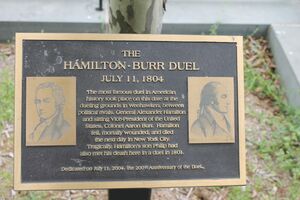 THE
HAMILTON-BURR DUEL
JULY 11, 1804
The most famous duel in American
history took place on this date at the
dueling grounds in Weehawken, between
political rivals, General Alexander Hamilton
and sitting Vice-President of the United
States, Colonel Aaron Burr. Hamilton
fell, mortally wounded, and died
the next day in New York City.
Tragically, Hamilton's son Philip had
also met his death here in a duel in 1801.
Dedicated on July 11, 2004, the 200th Anniversary of the Duel.